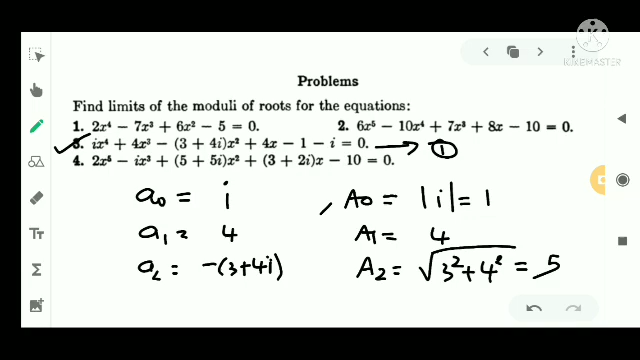 KINEMASTER
Problems
Find limits of the moduli of roots for the equations:
1. 2x⁴ − 7x³ + 6x² − 5 = 0. 2. 6x⁵ − 10x⁴ + 7x³ + 8x − 10 = 0.
3. ix⁴ + 4x³ − (3 + 4i)x² + 4x − 1 − i = 0. → ①
4. 2x⁵ − ix³ + (5 + 5i)x² + (3 + 2i)x − 10 = 0.
a₀ = i A₀ = |i| = 1
a₁ = 4 A₁ = 4
a₂ = −(3+4i) A₂ = √3²+4² = 5